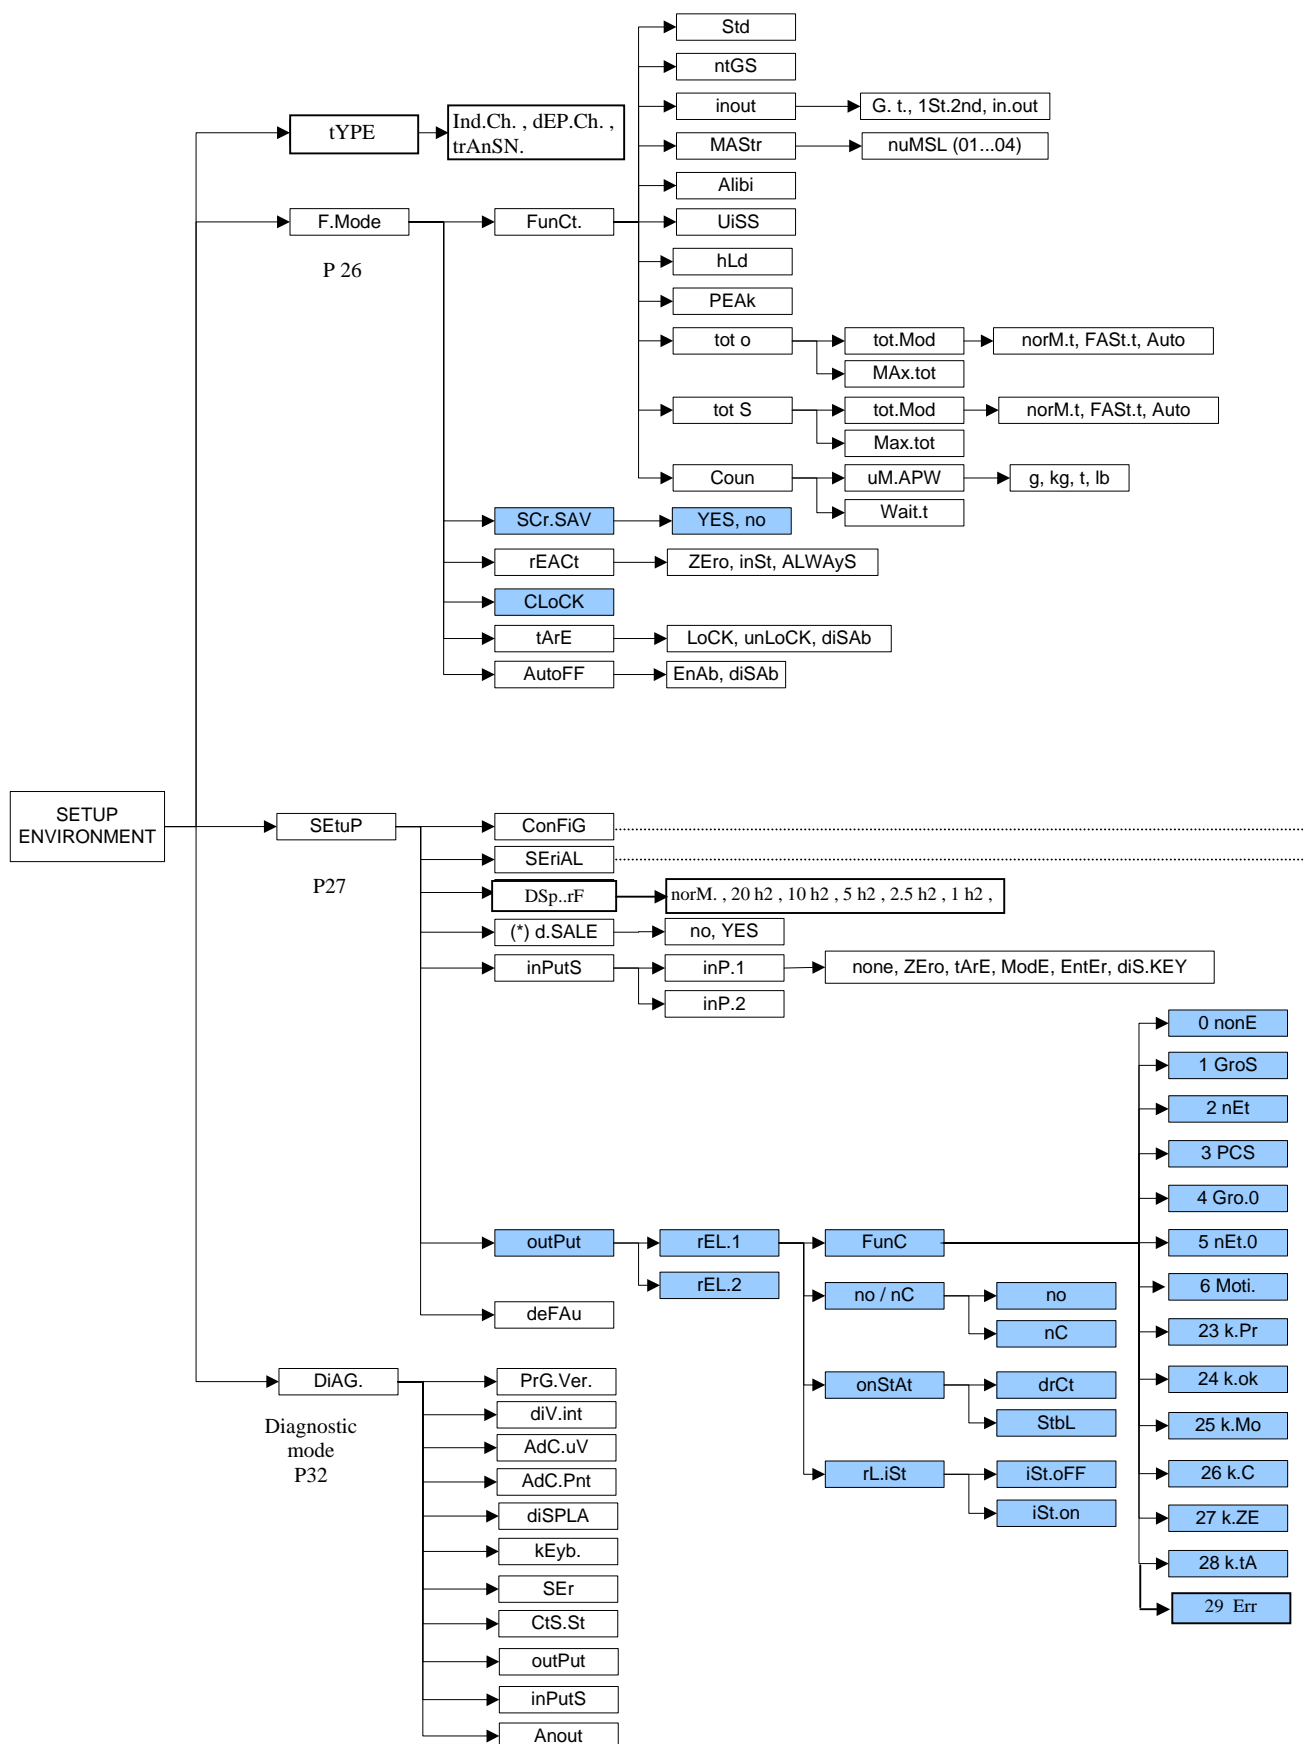 Std
ntGS
inout
G. t., 1St.2nd, in.out
tYPE
Ind.Ch. , dEP.Ch. ,
trAnSN.
MAStr
nuMSL (01...04)
Alibi
F.Mode
FunCt.
UiSS
P 26
hLd
PEAk
tot o
tot.Mod
norM.t, FASt.t, Auto
MAx.tot
tot S
tot.Mod
norM.t, FASt.t, Auto
Max.tot
Coun
uM.APW
g, kg, t, lb
Wait.t
SCr.SAV
YES, no
rEACt
ZEro, inSt, ALWAyS
CLoCK
tArE
LoCK, unLoCK, diSAb
AutoFF
EnAb, diSAb
SETUP
ENVIRONMENT
SEtuP
ConFiG
P27
SEriAL
DSp..rF
norM. , 20 h2 , 10 h2 , 5 h2 , 2.5 h2 , 1 h2 ,
(*) d.SALE
no, YES
inPutS
inP.1
none, ZEro, tArE, ModE, EntEr, diS.KEY
inP.2
0 nonE
1 GroS
2 nEt
3 PCS
4 Gro.0
outPut
rEL.1
FunC
5 nEt.0
rEL.2
no / nC
no
6 Moti.
deFAu
nC
23 k.Pr
DiAG.
PrG.Ver.
onStAt
drCt
24 k.ok
Diagnostic
mode
P32
diV.int
StbL
25 k.Mo
AdC.uV
AdC.Pnt
rL.iSt
iSt.oFF
26 k.C
diSPLA
iSt.on
27 k.ZE
kEyb.
28 k.tA
SEr
29 Err
CtS.St
outPut
inPutS
Anout